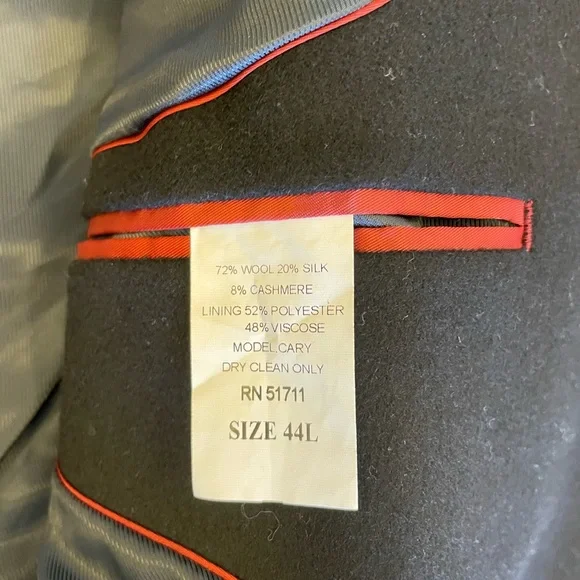 72% WOOL 20% SILK
8% CASHMERE
LINING 52% POLYESTER
48% VISCOSE
MODEL.CARY
DRY CLEAN ONLY
RN 51711
SIZE 44L